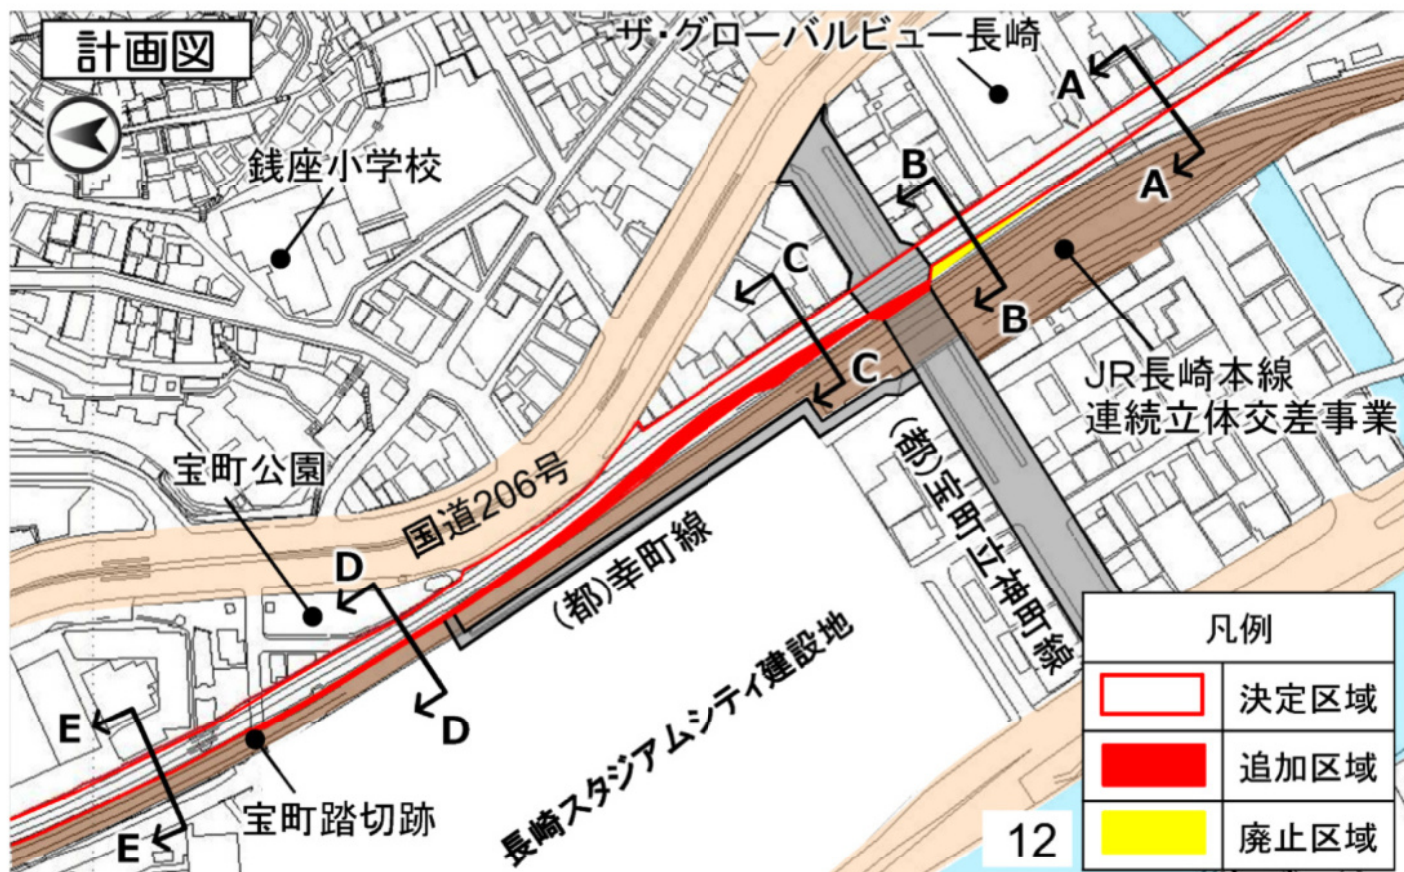 計画図
ザ・グローバルビュー長崎
A
A
銭座小学校
B
B
C
C
JR長崎本線
連続立体交差事業
宝町公園
国道206号
(都)幸町線
(都)宝町立神町線
D
D
長崎スタジアムシティ建設地
E
E
宝町踏切跡
凡例
決定区域
追加区域
廃止区域
12